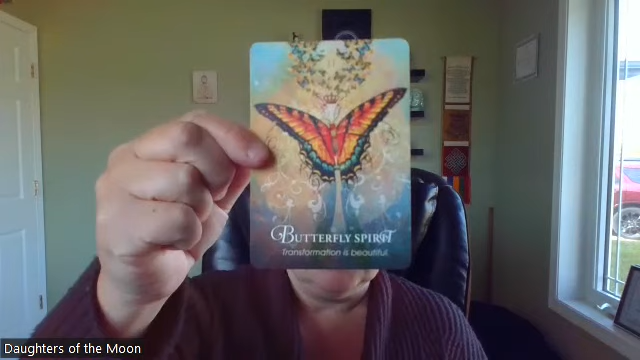 Butterfly Spirit
Transformation is beautiful.
Daughters of the Moon